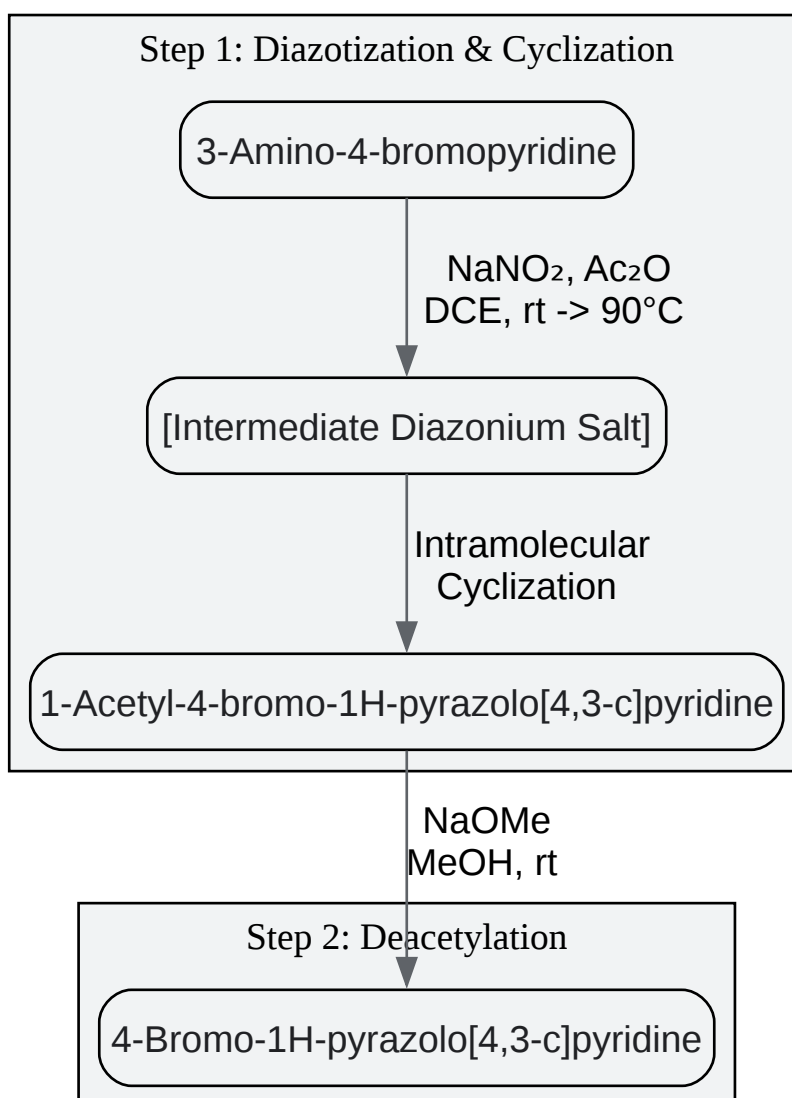 Step 1: Diazotization & Cyclization
3-Amino-4-bromopyridine
NaNO₂, Ac₂O
DCE, rt -> 90°C
[Intermediate Diazonium Salt]
Intramolecular
Cyclization
1-Acetyl-4-bromo-1H-pyrazolo[4,3-c]pyridine
NaOMe
MeOH, rt
Step 2: Deacetylation
4-Bromo-1H-pyrazolo[4,3-c]pyridine